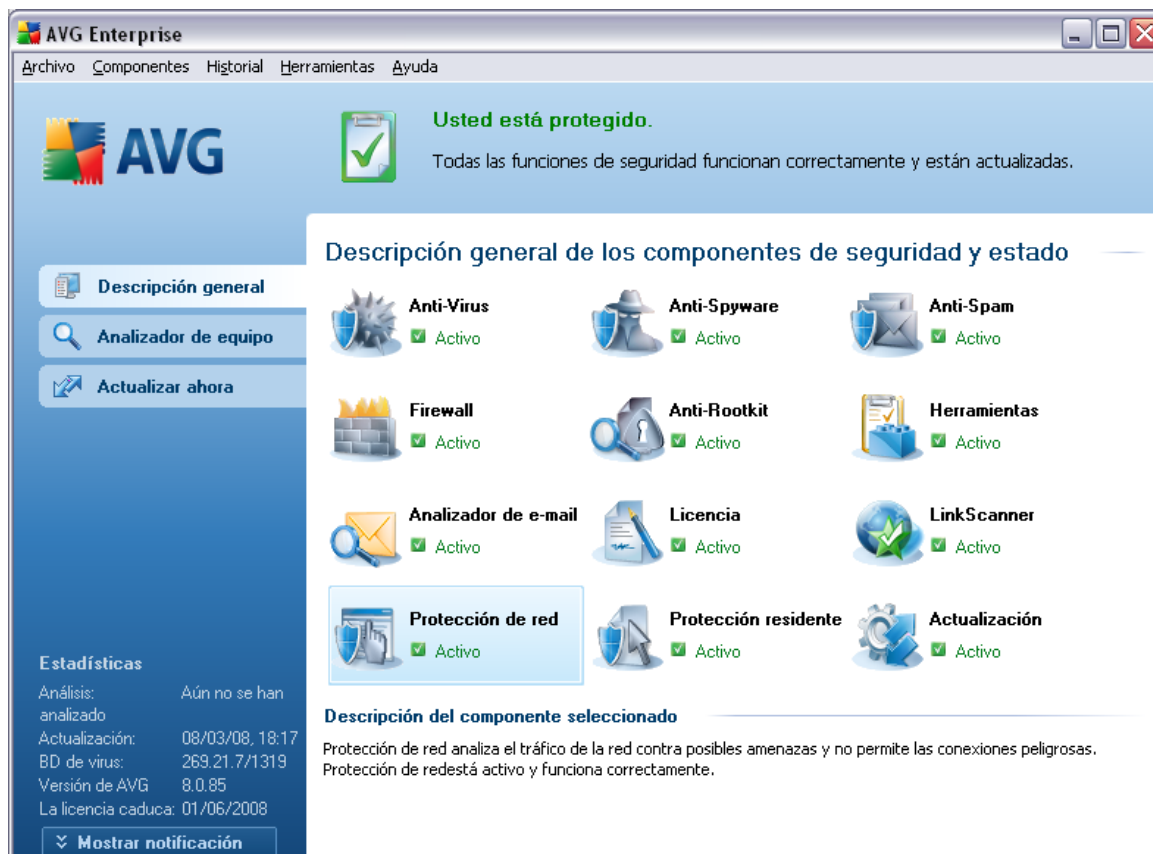 AVG Enterprise
Archivo Componentes Historial Herramientas Ayuda
AVG
Usted está protegido.
Todas las funciones de seguridad funcionan correctamente y están actualizadas.
Descripción general
Analizador de equipo
Actualizar ahora
Descripción general de los componentes de seguridad y estado
Anti-Virus
Activo
Anti-Spyware
Activo
Anti-Spam
Activo
Firewall
Activo
Anti-Rootkit
Activo
Herramientas
Activo
Analizador de e-mail
Activo
Licencia
Activo
LinkScanner
Activo
Protección de red
Activo
Protección residente
Activo
Actualización
Activo
Descripción del componente seleccionado
Protección de red analiza el tráfico de la red contra posibles amenazas y no permite las conexiones peligrosas.
Protección de redestá activo y funciona correctamente.
Estadísticas
Análisis: Aún no se han
analizado
Actualización: 08/03/08, 18:17
BD de virus: 269.21.7/1319
Versión de AVG 8.0.85
La licencia caduca: 01/06/2008
Mostrar notificación